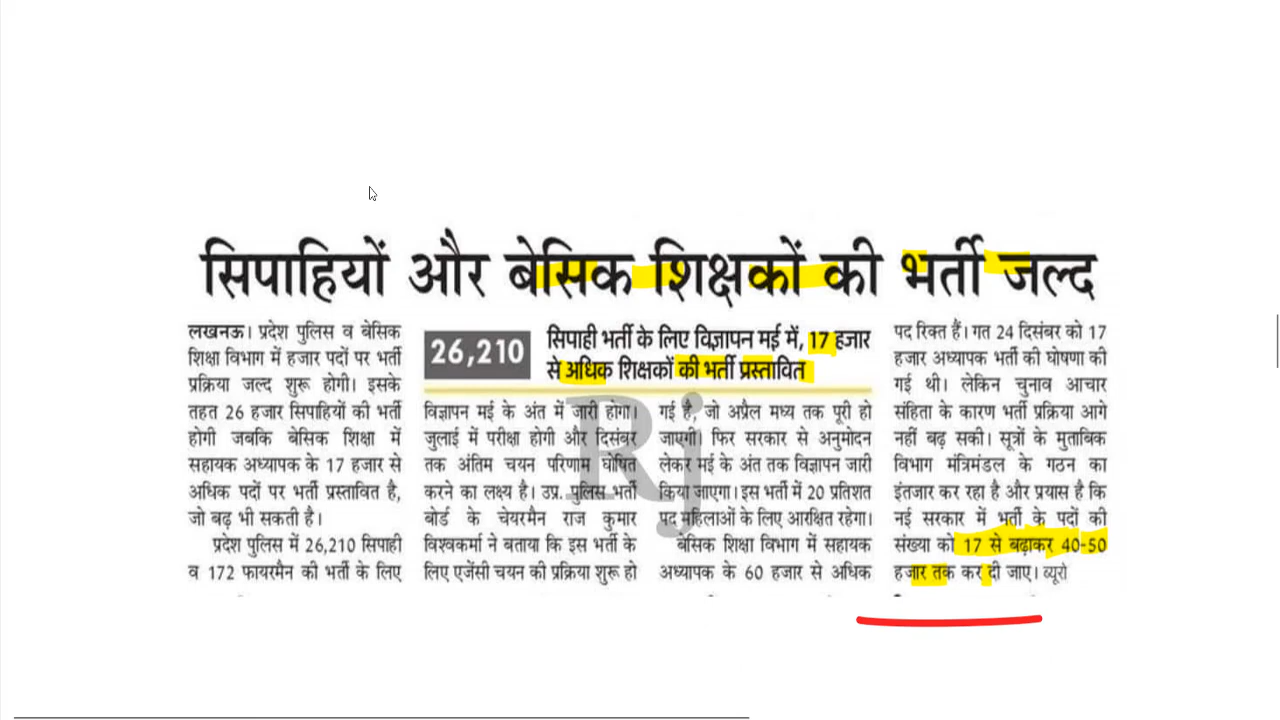 सिपाहियों और बेसिक शिक्षकों की भर्ती जल्द
लखनऊ। प्रदेश पुलिस व बेसिक
शिक्षा विभाग में हजार पदों पर भर्ती
प्रक्रिया जल्द शुरू होगी। इसके
तहत 26 हजार सिपाहियों की भर्ती
होगी जबकि बेसिक शिक्षा में
सहायक अध्यापक के 17 हजार से
अधिक पदों पर भर्ती प्रस्तावित है,
जो बढ़ भी सकती है।
प्रदेश पुलिस में 26,210 सिपाही
व 172 फायरमैन की भर्ती के लिए
26,210
सिपाही भर्ती के लिए विज्ञापन मई में, 17 हजार
से अधिक शिक्षकों की भर्ती प्रस्तावित
विज्ञापन मई के अंत में जारी होगा।
जुलाई में परीक्षा होगी और दिसंबर
तक अंतिम चयन परिणाम घोषित
करने का लक्ष्य है। उप्र. पुलिस भर्ती
बोर्ड के चेयरमैन राज कुमार
विश्वकर्मा ने बताया कि इस भर्ती के
लिए एजेंसी चयन की प्रक्रिया शुरू हो
गई है, जो अप्रैल मध्य तक पूरी हो
जाएगी। फिर सरकार से अनुमोदन
लेकर मई के अंत तक विज्ञापन जारी
किया जाएगा। इस भर्ती में 20 प्रतिशत
पद महिलाओं के लिए आरक्षित रहेगा।
बेसिक शिक्षा विभाग में सहायक
अध्यापक के 60 हजार से अधिक
पद रिक्त हैं। गत 24 दिसंबर को 17
हजार अध्यापक भर्ती की घोषणा की
गई थी। लेकिन चुनाव आचार
संहिता के कारण भर्ती प्रक्रिया आगे
नहीं बढ़ सकी। सूत्रों के मुताबिक
विभाग मंत्रिमंडल के गठन का
इंतजार कर रहा है और प्रयास है कि
नई सरकार में भर्ती के पदों की
संख्या को 17 से बढ़ाकर 40-50
हजार तक कर दी जाए। ब्यूरो
Rj